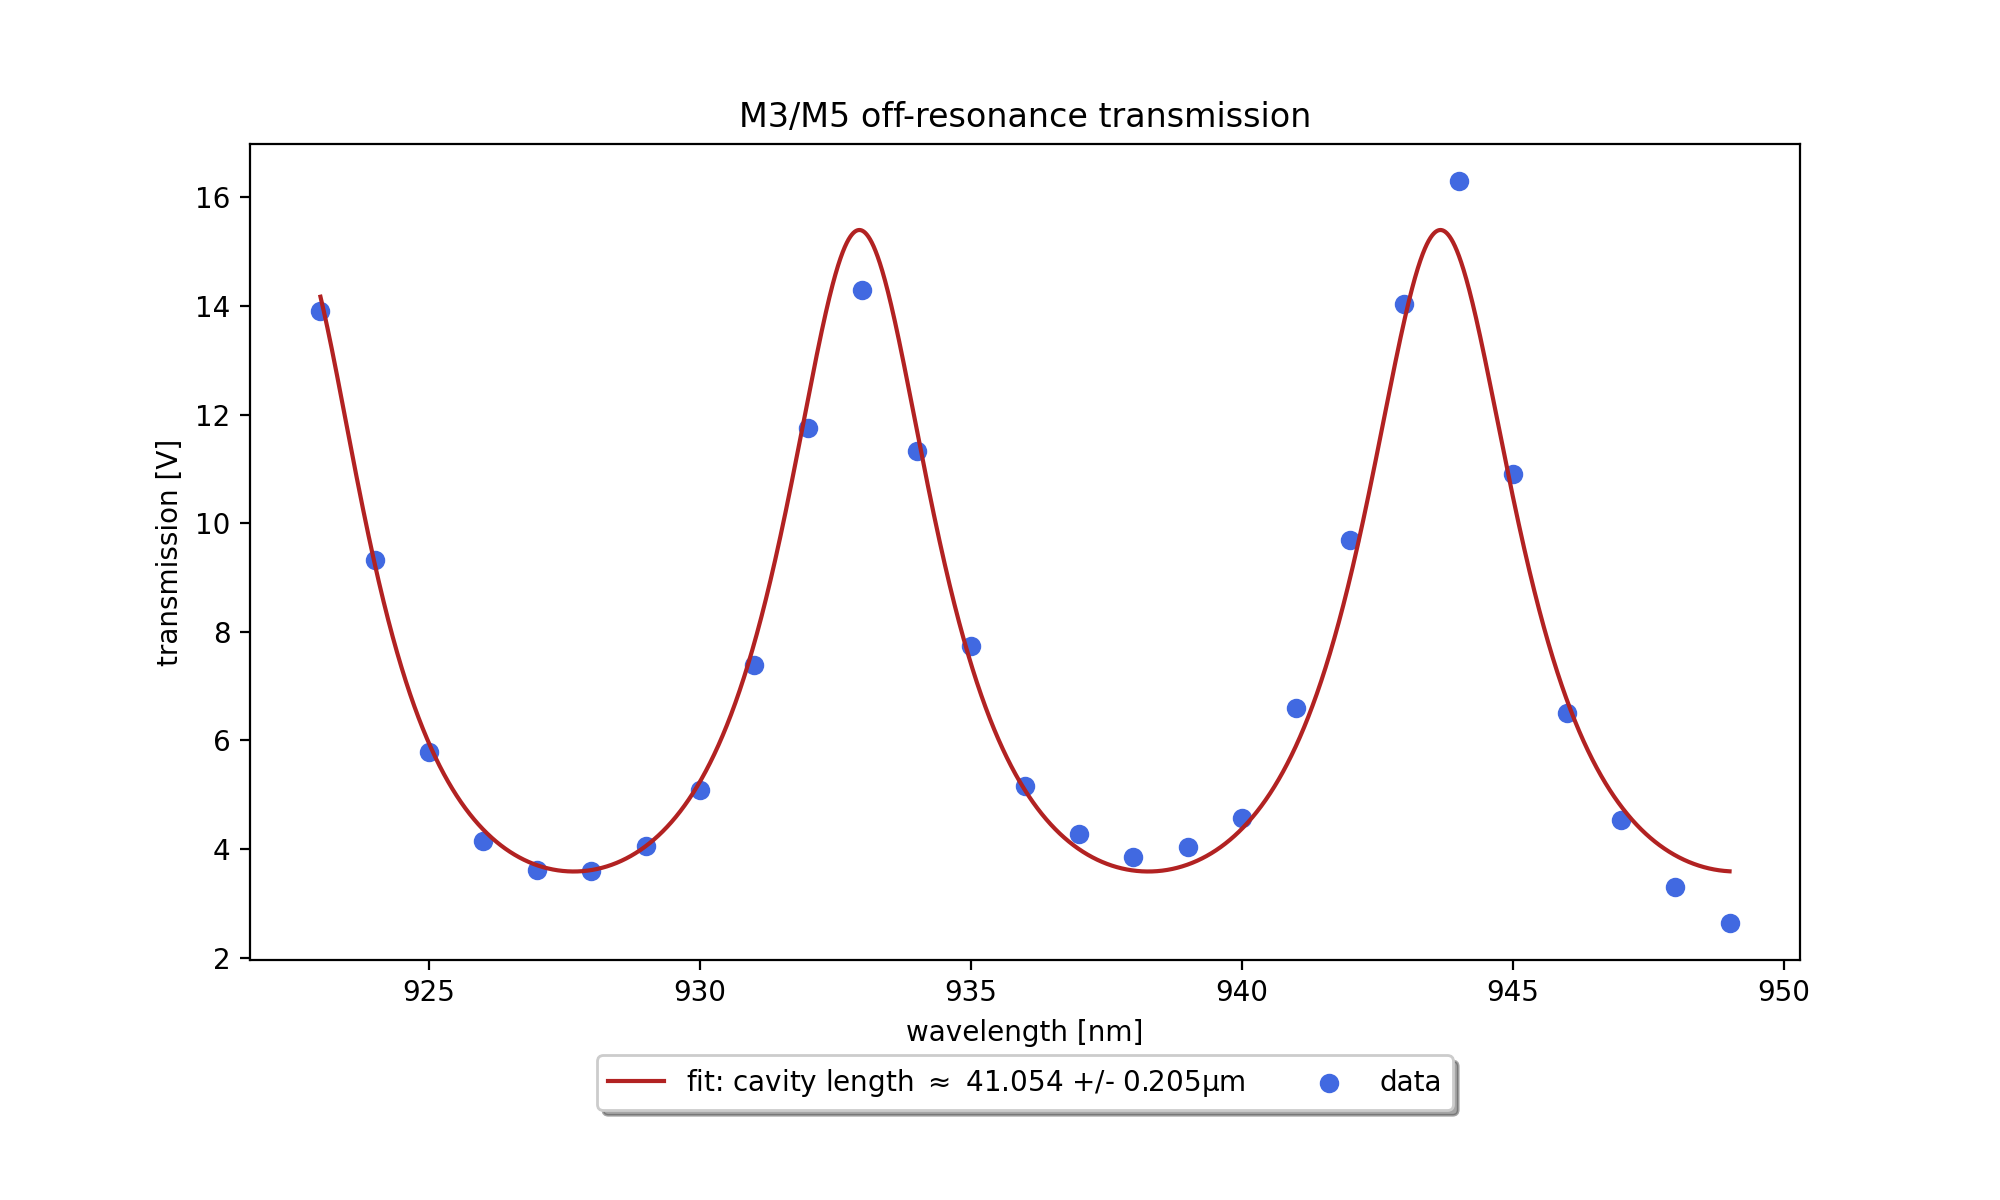 M3/M5 off-resonance transmission
transmission [V]
16
14
12
10
8
6
4
2
925 930 935 940 945 950
wavelength [nm]
fit: cavity length ≈ 41.054 +/- 0.205μm data